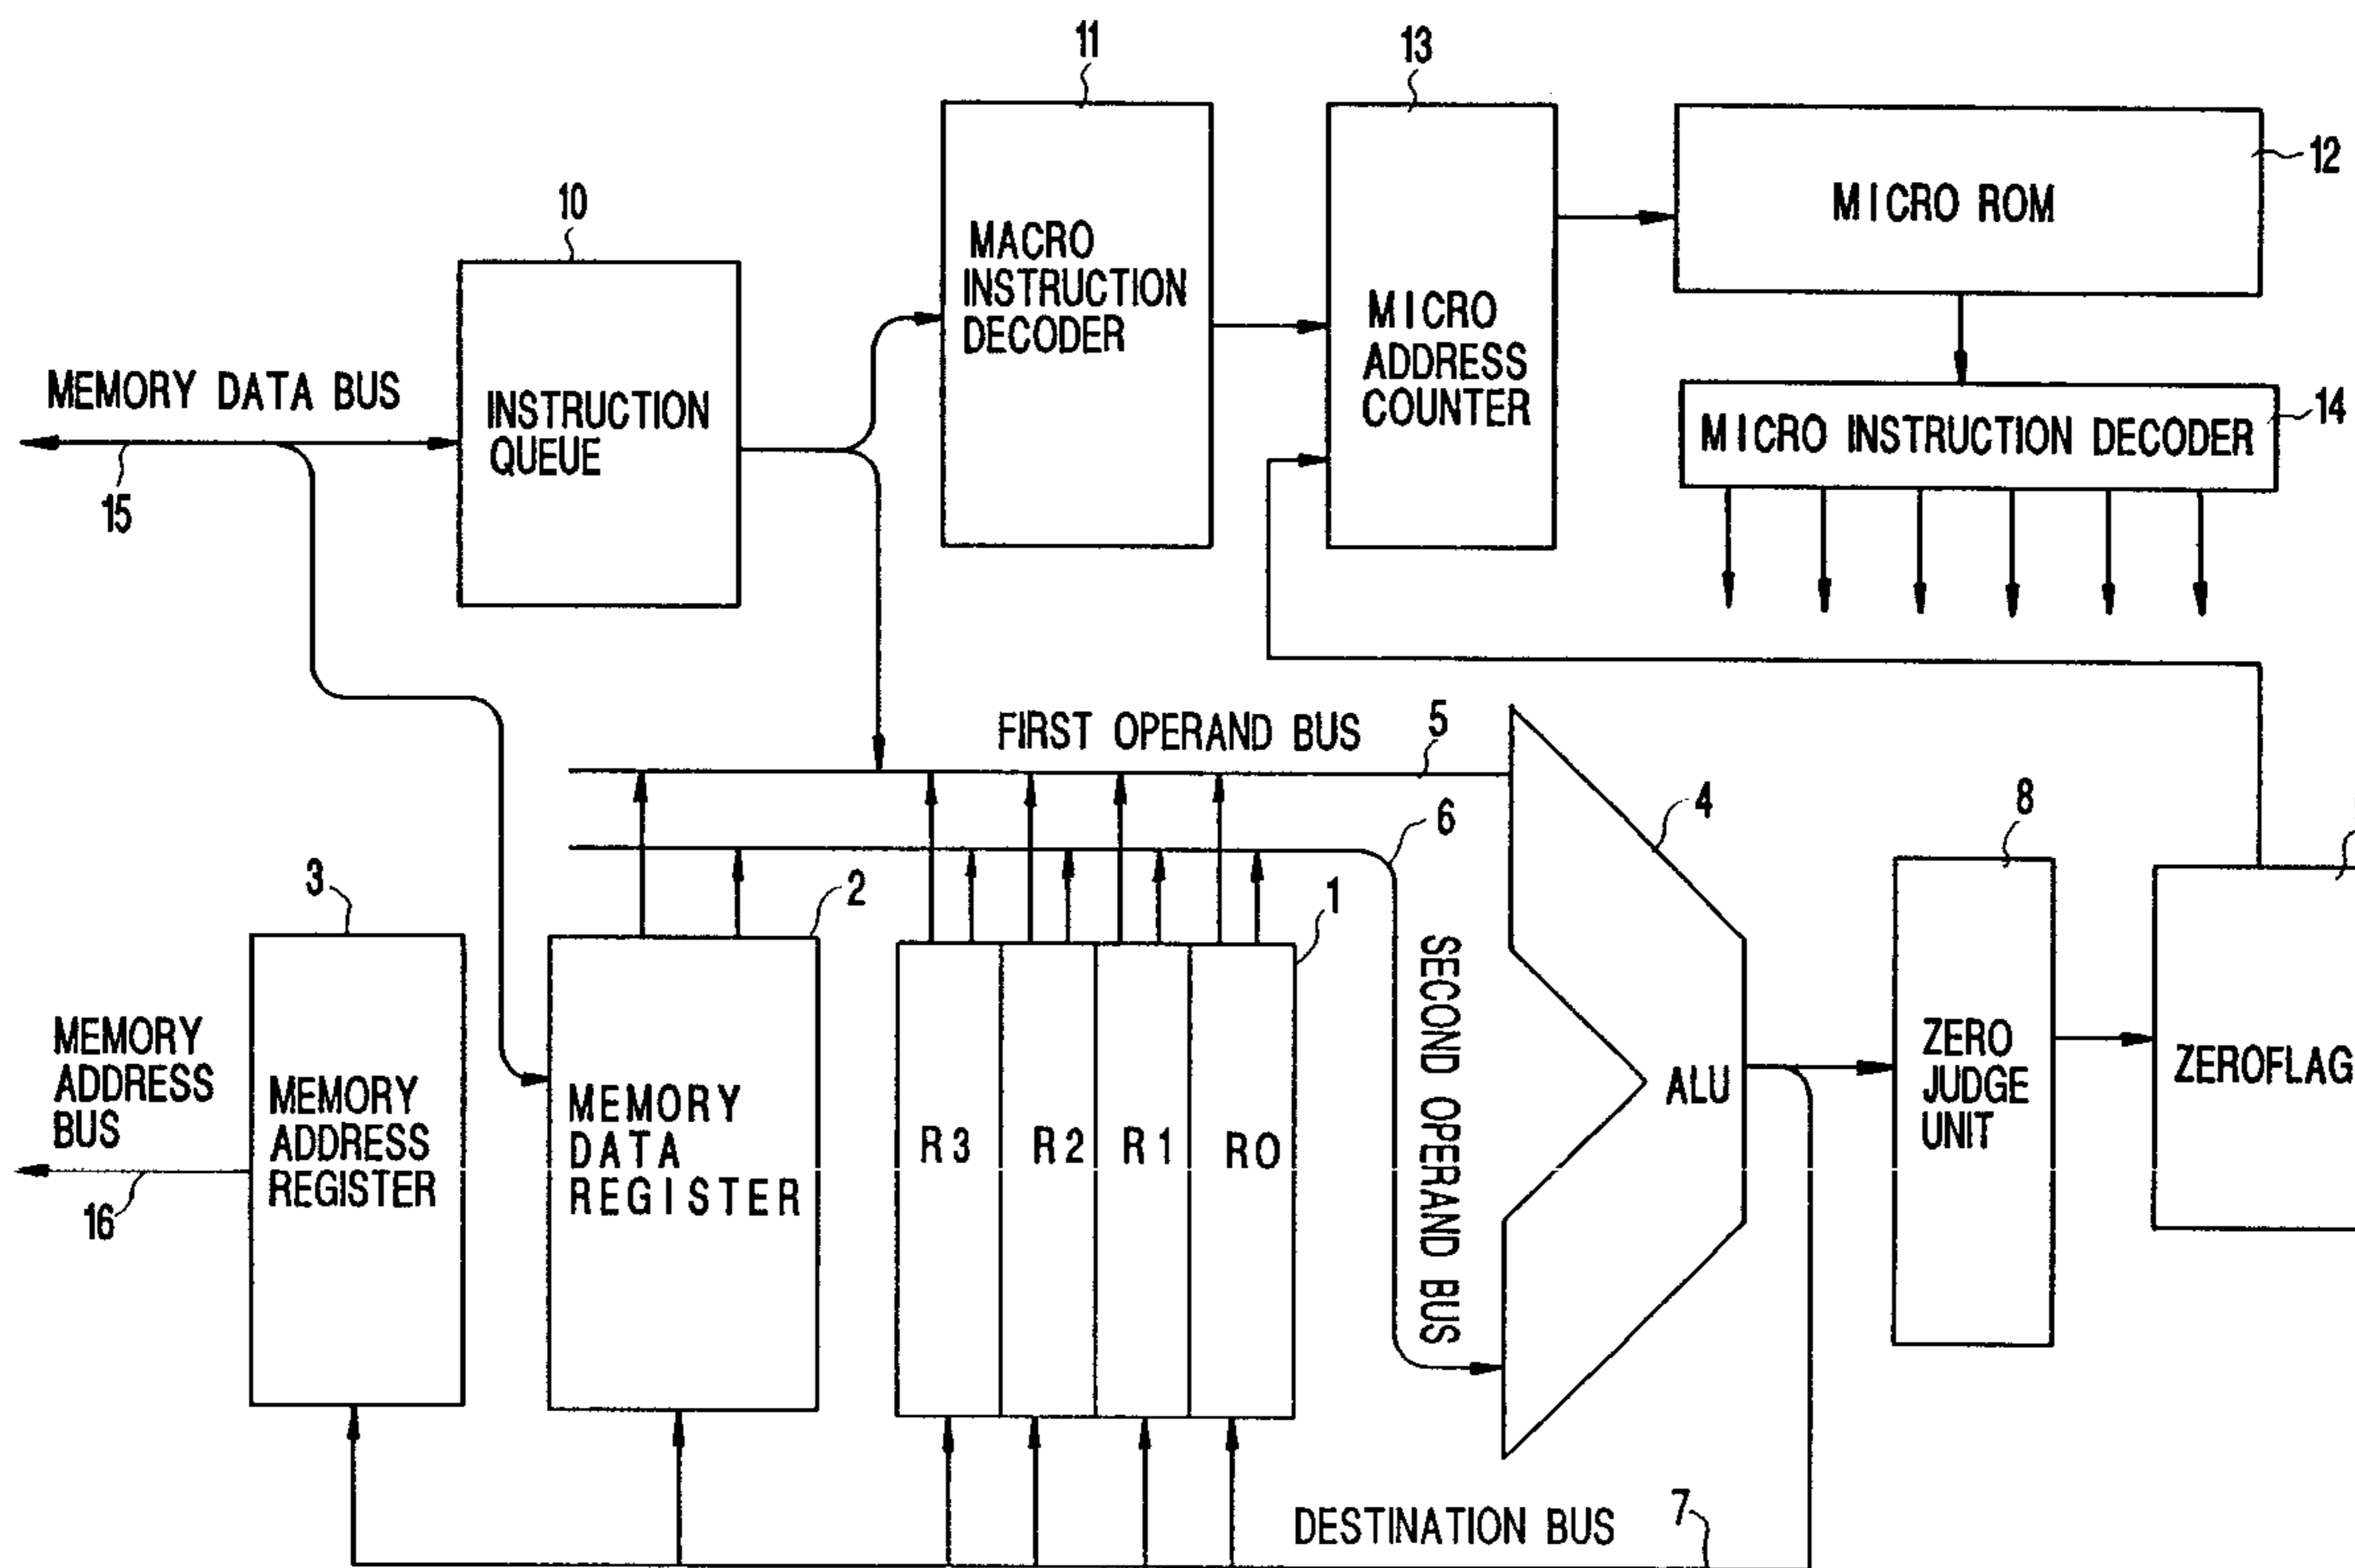 11
13
12
MICRO ROM
10
MACRO
INSTRUCTION
DECODER
MICRO
ADDRESS
COUNTER
MEMORY DATA BUS
15
INSTRUCTION
QUEUE
14
MICRO INSTRUCTION DECODER
FIRST OPERAND BUS
5
6
4
8
3
2
1
SECOND OPERAND BUS
MEMORY
ADDRESS
BUS
16
MEMORY
ADDRESS
REGISTER
MEMORY
DATA
REGISTER
R3
R2
R1
R0
ALU
ZERO
JUDGE
UNIT
ZEROFLAG
DESTINATION BUS
7